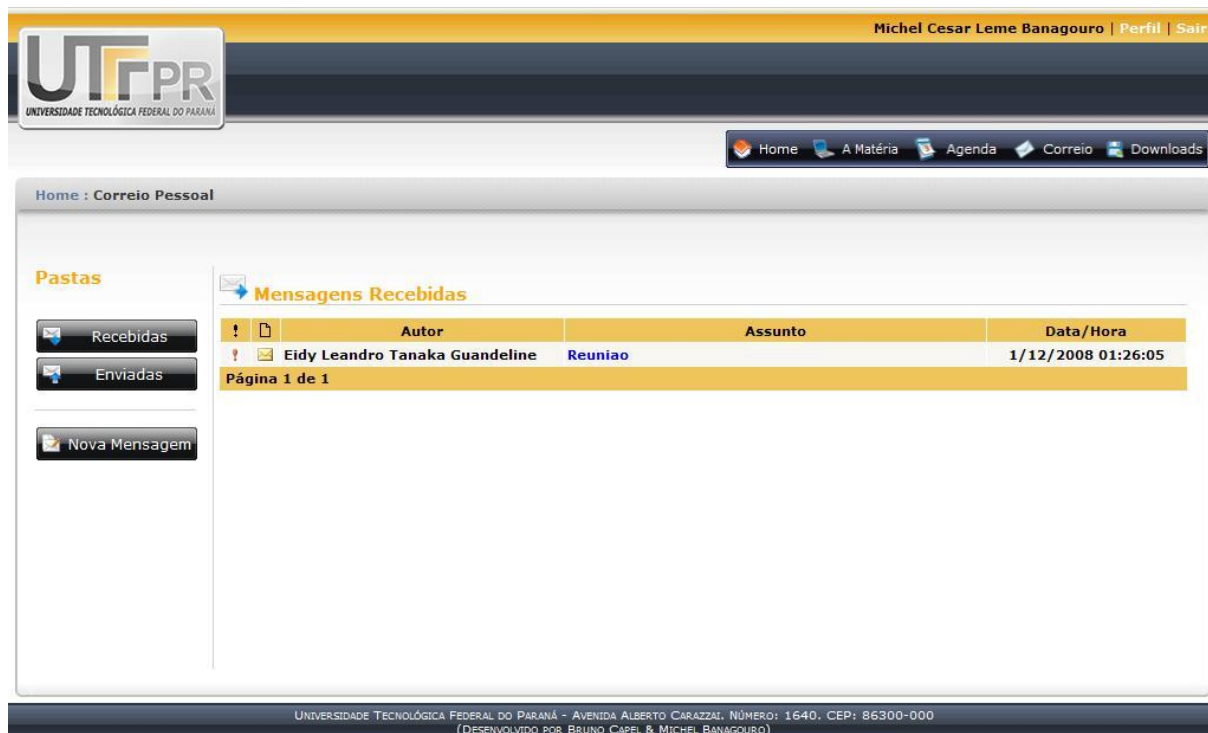 Michel Cesar Leme Banagouro | Perfil | Sair
UTFPR
UNIVERSIDADE TECNOLÓGICA FEDERAL DO PARANÁ
Home A Matéria Agenda Correio Downloads
Home : Correio Pessoal
Pastas
Recebidas
Enviadas
Nova Mensagem
Mensagens Recebidas
! Autor Assunto Data/Hora
! Eidy Leandro Tanaka Guandeline Reuniao 1/12/2008 01:26:05
Página 1 de 1
UNIVERSIDADE TECNOLÓGICA FEDERAL DO PARANÁ - AVENIDA ALBERTO CARAZZAI. NÚMERO: 1640. CEP: 86300-000
(DESENVOLVIDO POR BRUNO CAPEL & MICHEL BANAGOURO)